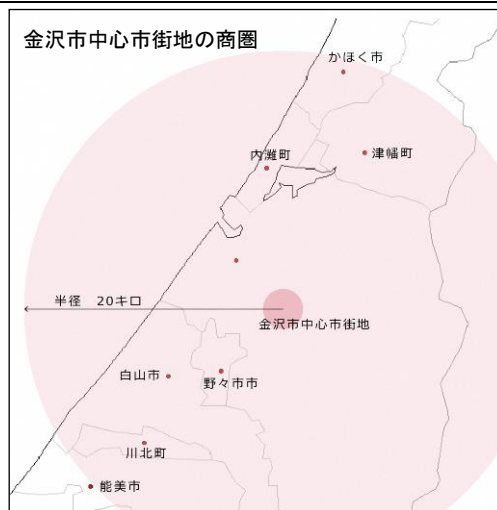 金沢市中心市街地の商圏
かほく市
内灘町
津幡町
半径 20キロ
金沢市中心市街地
白山市
野々市市
川北町
能美市